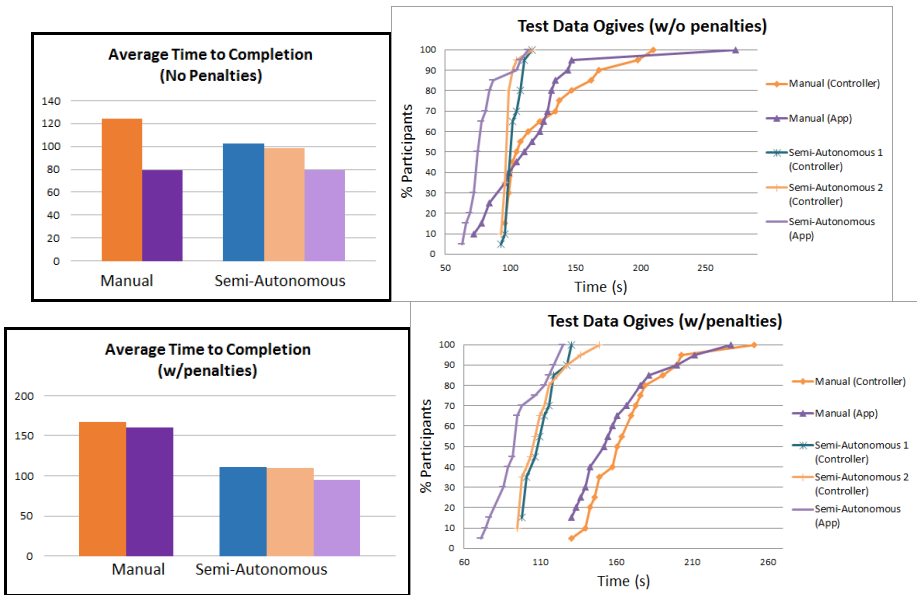 Average Time to Completion
(No Penalties)
140
120
100
80
60
40
20
0
Manual
Semi-Autonomous
Test Data Ogives (w/o penalties)
% Participants
100
90
80
70
60
50
40
30
20
10
0
50
100
150
200
250
Time (s)
Manual (Controller)
Manual (App)
Semi-Autonomous 1
(Controller)
Semi-Autonomous 2
(Controller)
Semi-Autonomous
(App)
Average Time to Completion
(w/penalties)
200
150
100
50
0
Manual
Semi-Autonomous
Test Data Ogives (w/penalties)
% Participants
100
90
80
70
60
50
40
30
20
10
0
60
110
160
210
260
Time (s)
Manual (Controller)
Manual (App)
Semi-Autonomous 1
(Controller)
Semi-Autonomous 2
(Controller)
Semi-Autonomous
(App)